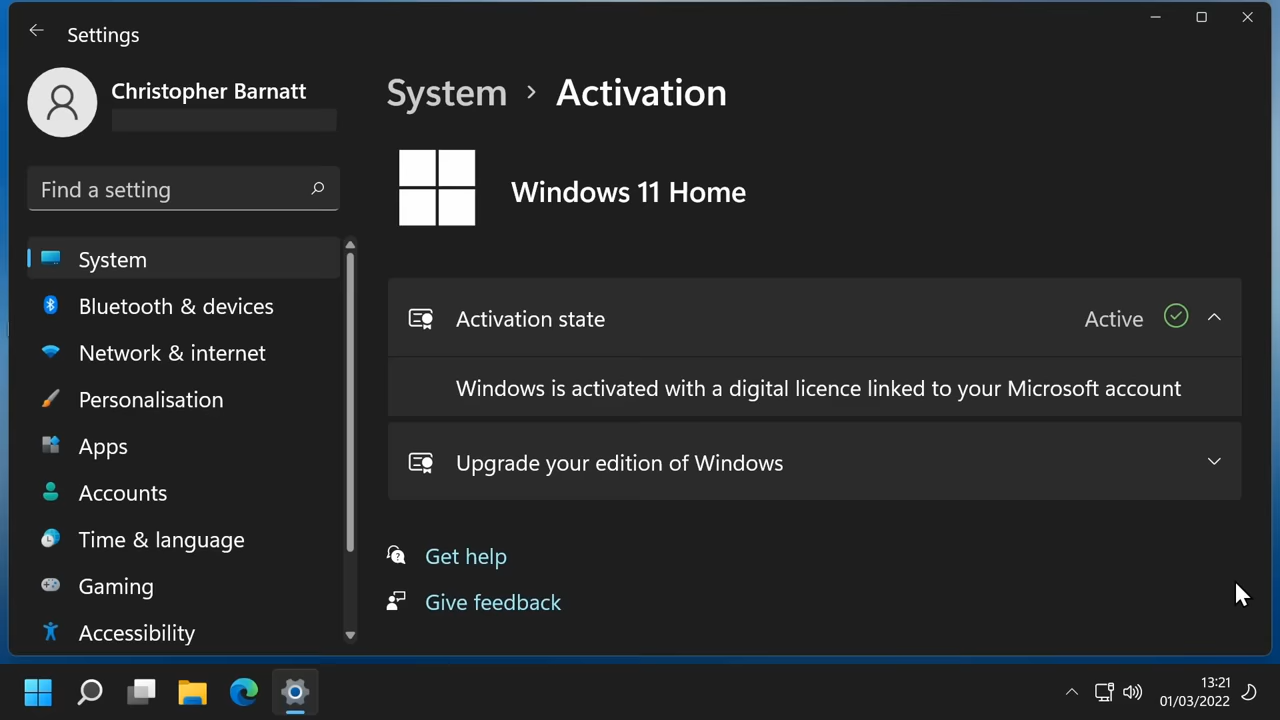 Settings
Christopher Barnatt
Find a setting
System
Bluetooth & devices
Network & internet
Personalisation
Apps
Accounts
Time & language
Gaming
Accessibility
System › Activation
Windows 11 Home
Activation state Active
Windows is activated with a digital licence linked to your Microsoft account
Upgrade your edition of Windows
Get help
Give feedback
13:21
01/03/2022